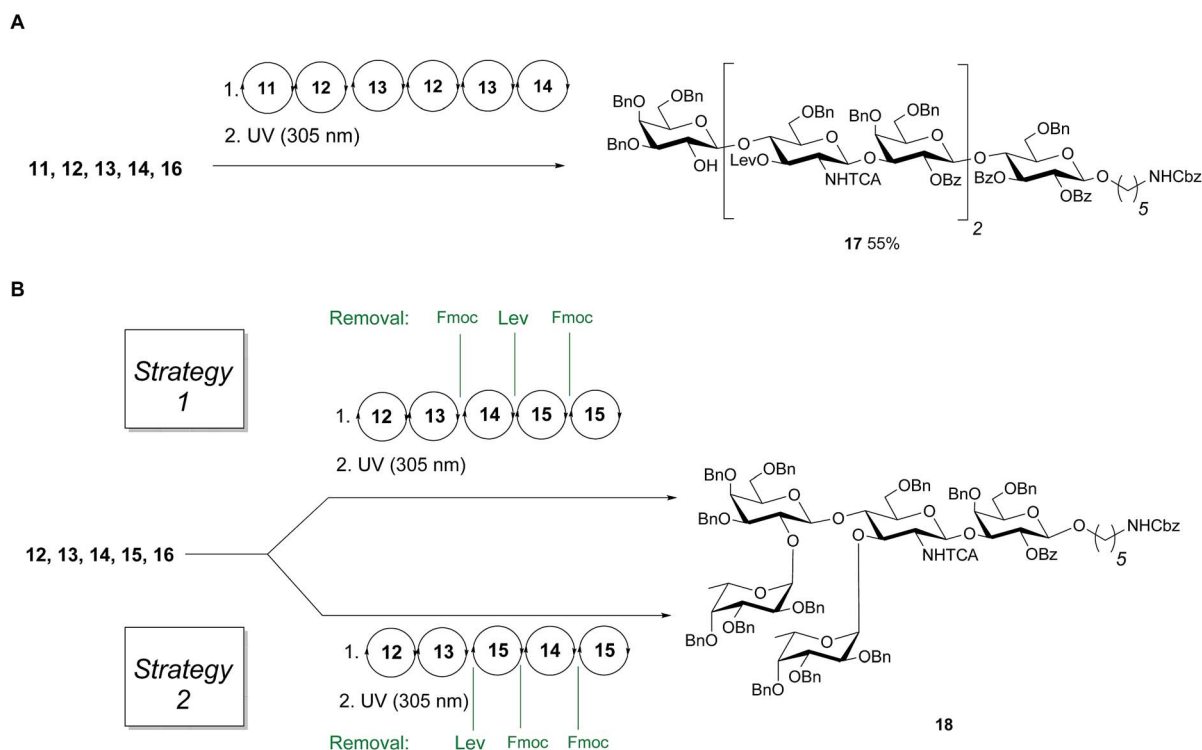 A
1. 11 12 13 12 13 14
2. UV (305 nm)
11, 12, 13, 14, 16
BnO OBn
O
BnO
OH
O
OBn
O
LevO
NHTCA
O
BnO OBn
O
OBz
O
OBn
O
BzO
OBz
O
NHCbz
5
2
17 55%
B
Strategy
1
Removal: Fmoc Lev Fmoc
1. 12 13 14 15 15
2. UV (305 nm)
12, 13, 14, 15, 16
BnO OBn
O
BnO
O
O
OBn
O
O
NHTCA
O
BnO OBn
O
OBz
O
NHCbz
5
O
OBn
OBn
BnO
O
OBn
OBn
BnO
Strategy
2
1. 12 13 15 14 15
2. UV (305 nm)
Removal: Lev Fmoc Fmoc
18